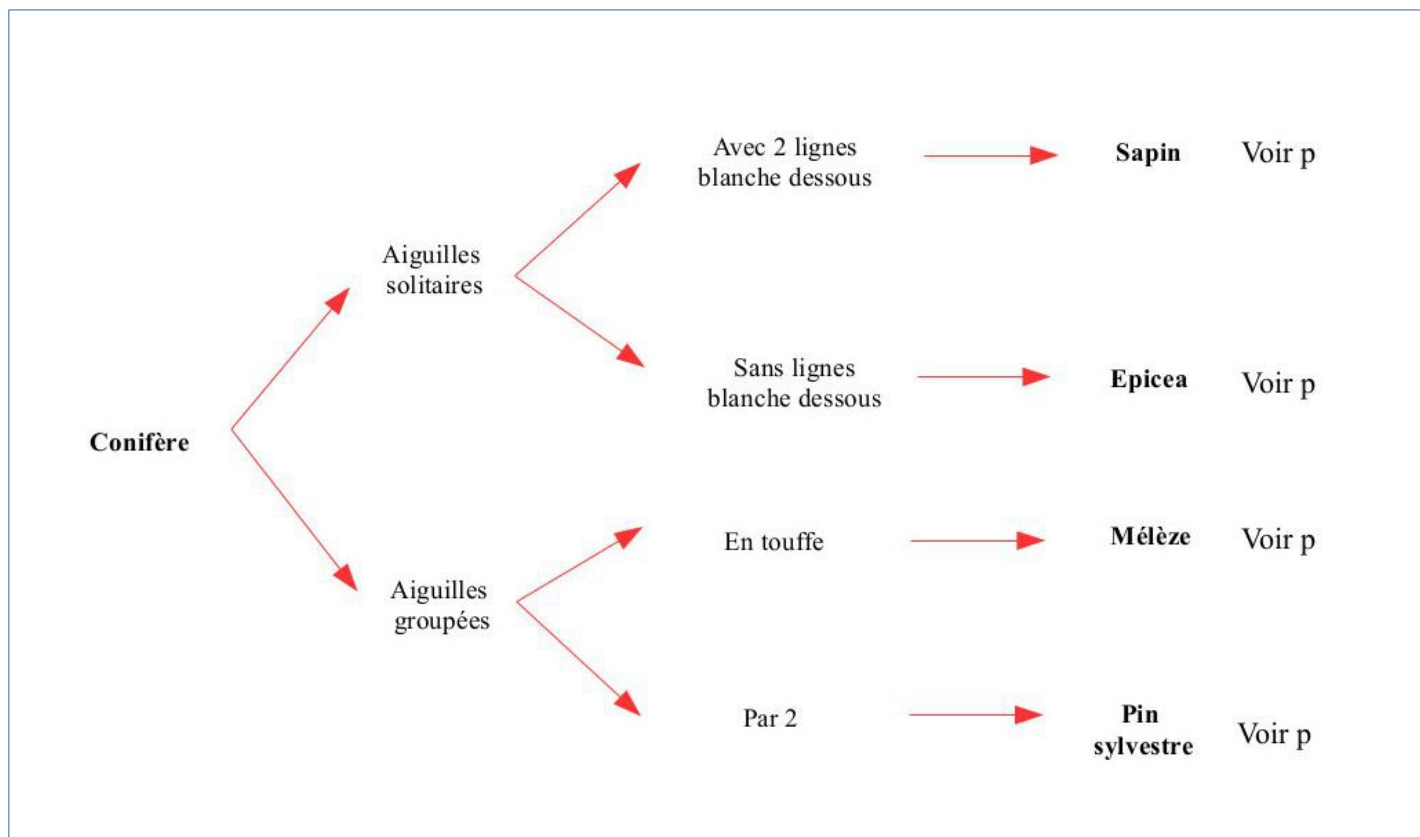 Avec 2 lignes
blanche dessous
Sapin
Voir p
Aiguilles
solitaires
Sans lignes
blanche dessous
Epicea
Voir p
Conifère
En touffe
Mélèze
Voir p
Aiguilles
groupées
Par 2
Pin
sylvestre
Voir p